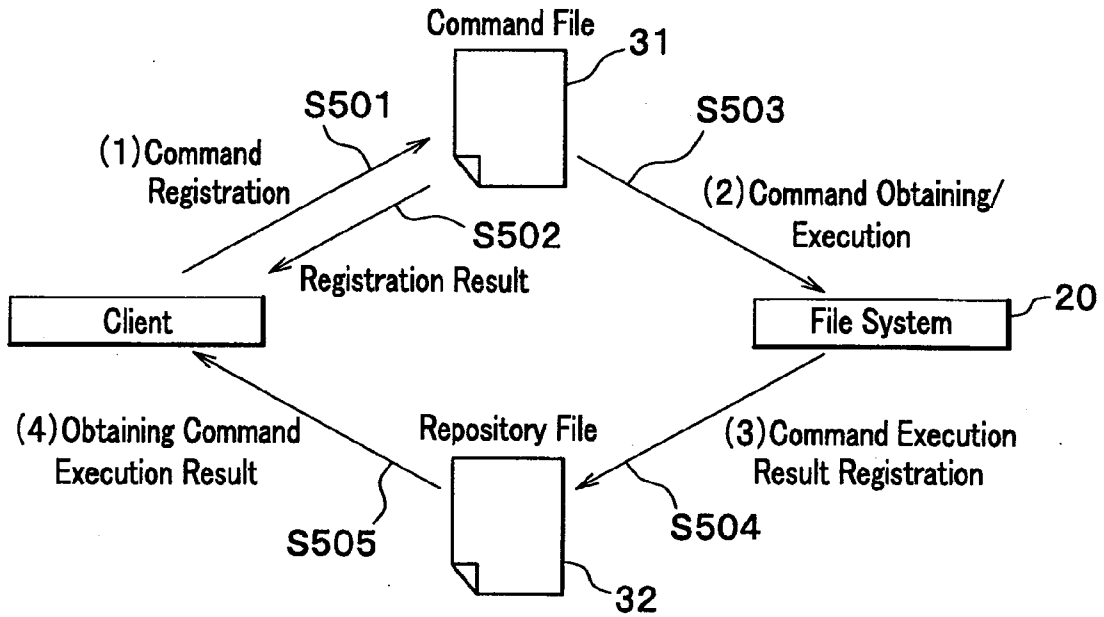 Command File
31
S501
S503
(1)Command
Registration
(2)Command Obtaining/
Execution
S502
Registration Result
Client
File System
20
(4)Obtaining Command
Execution Result
Repository File
(3)Command Execution
Result Registration
S505
S504
32